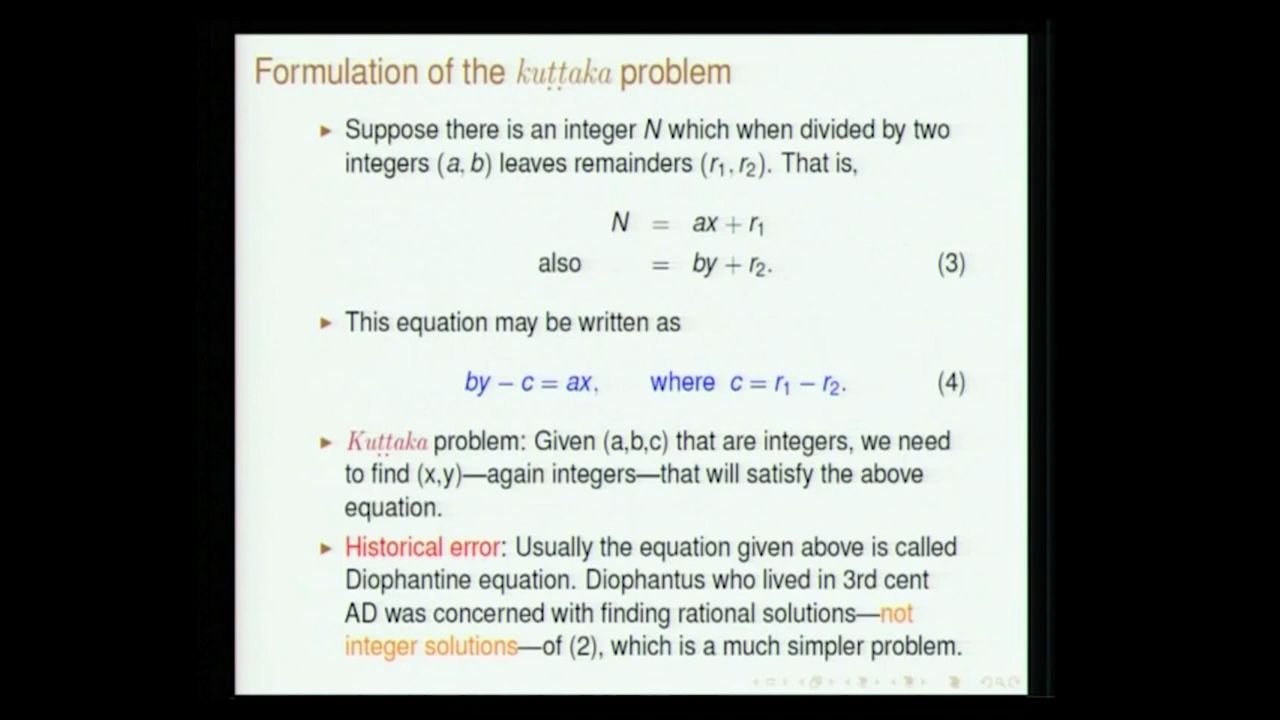 Formulation of the kuṭṭaka problem
▶ Suppose there is an integer N which when divided by two
integers (a, b) leaves remainders (r₁, r₂). That is,
N = ax + r₁
also = by + r₂. (3)
▶ This equation may be written as
by − c = ax, where c = r₁ − r₂. (4)
▶ Kuṭṭaka problem: Given (a,b,c) that are integers, we need
to find (x,y)—again integers—that will satisfy the above
equation.
▶ Historical error: Usually the equation given above is called
Diophantine equation. Diophantus who lived in 3rd cent
AD was concerned with finding rational solutions—not
integer solutions—of (2), which is a much simpler problem.